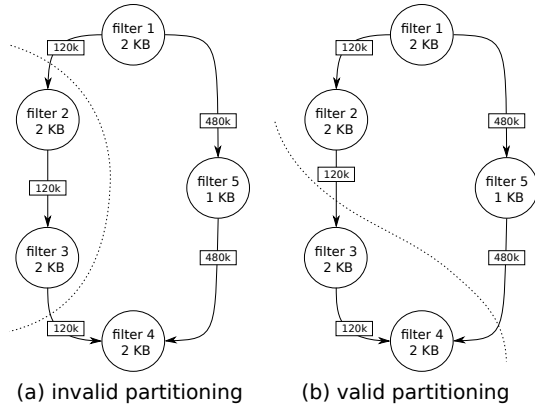 filter 1
2 KB
120k
filter 2
2 KB
480k
120k
filter 5
1 KB
filter 3
2 KB
480k
120k
filter 4
2 KB
(a) invalid partitioning
filter 1
2 KB
120k
filter 2
2 KB
480k
120k
filter 5
1 KB
filter 3
2 KB
480k
120k
filter 4
2 KB
(b) valid partitioning